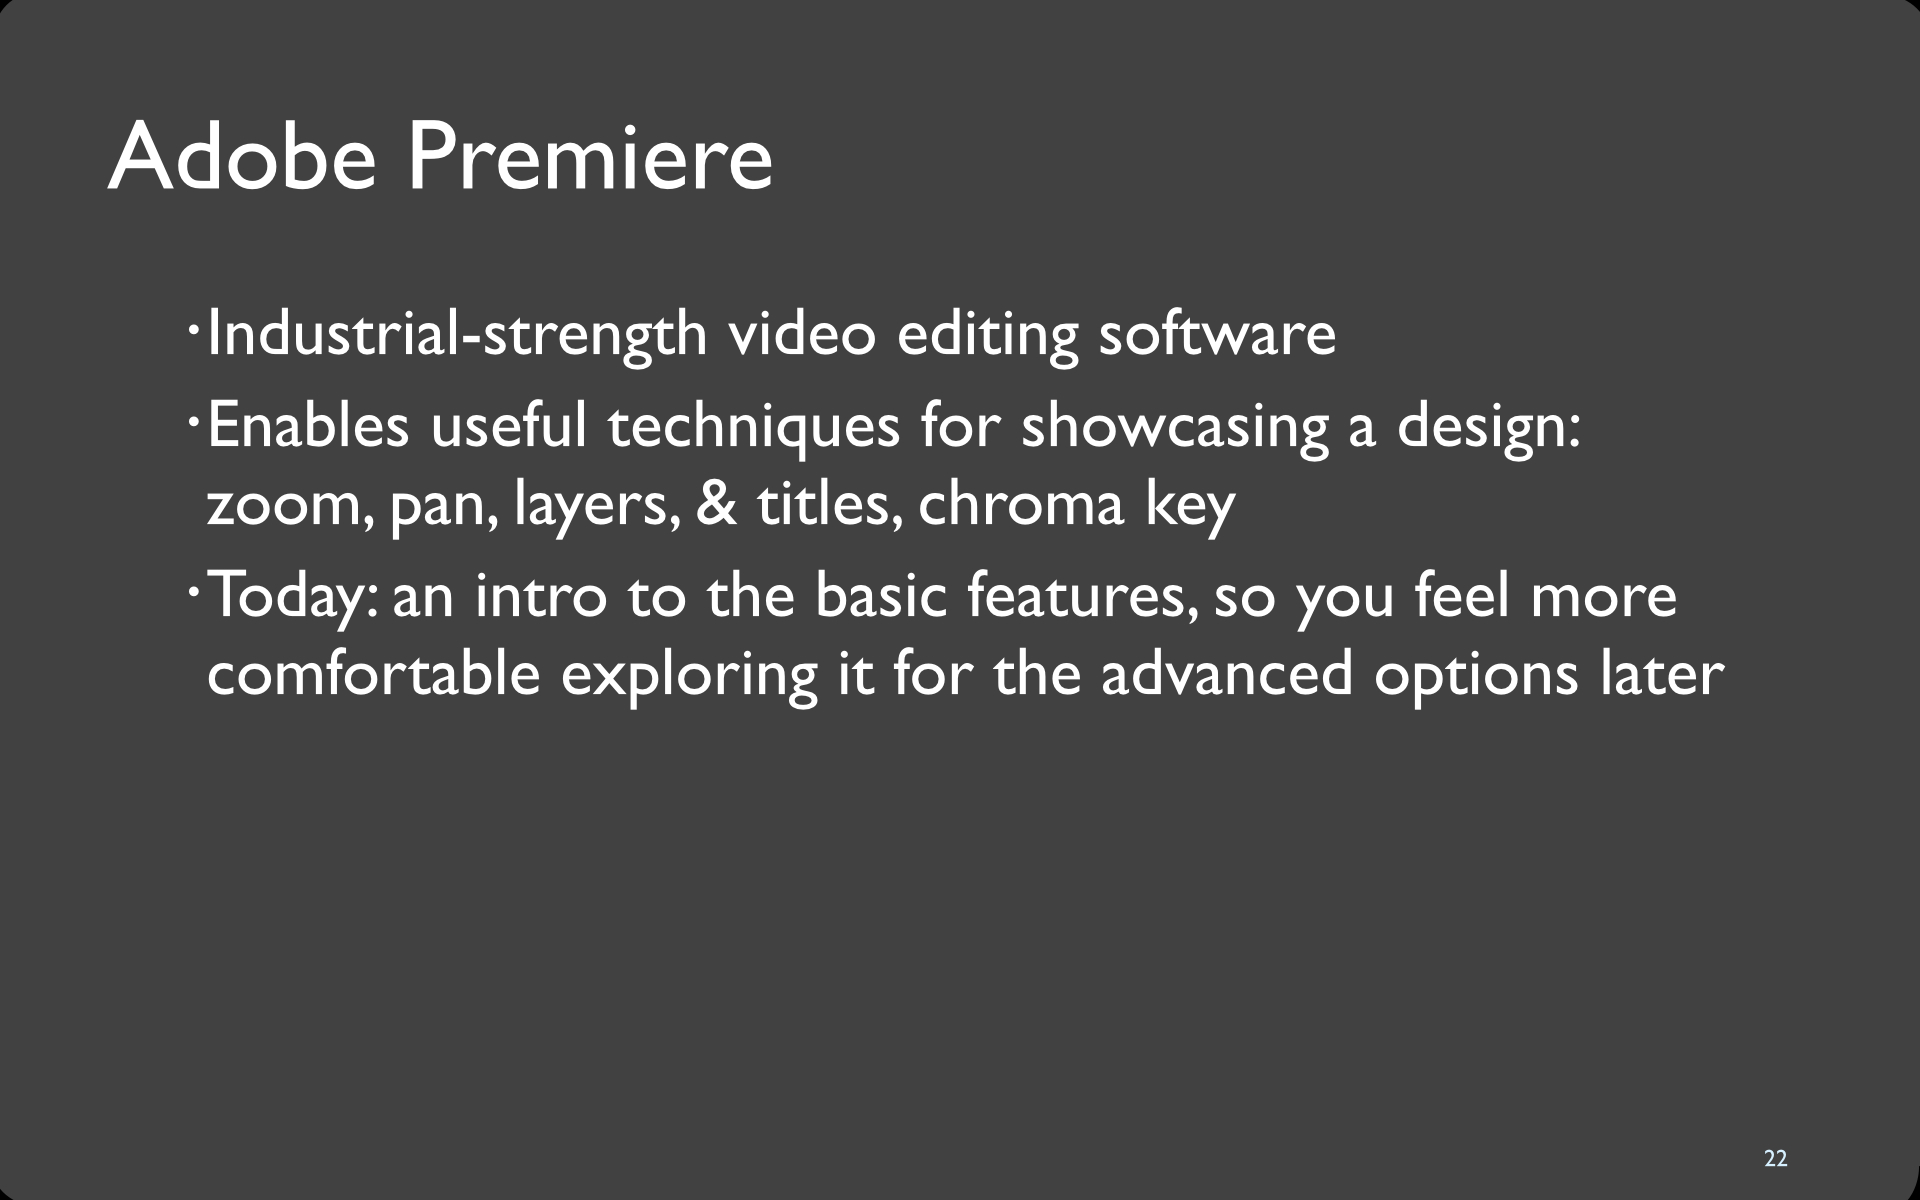 Adobe Premiere
•Industrial-strength video editing software
•Enables useful techniques for showcasing a design:
zoom, pan, layers, & titles, chroma key
•Today: an intro to the basic features, so you feel more
comfortable exploring it for the advanced options later
22